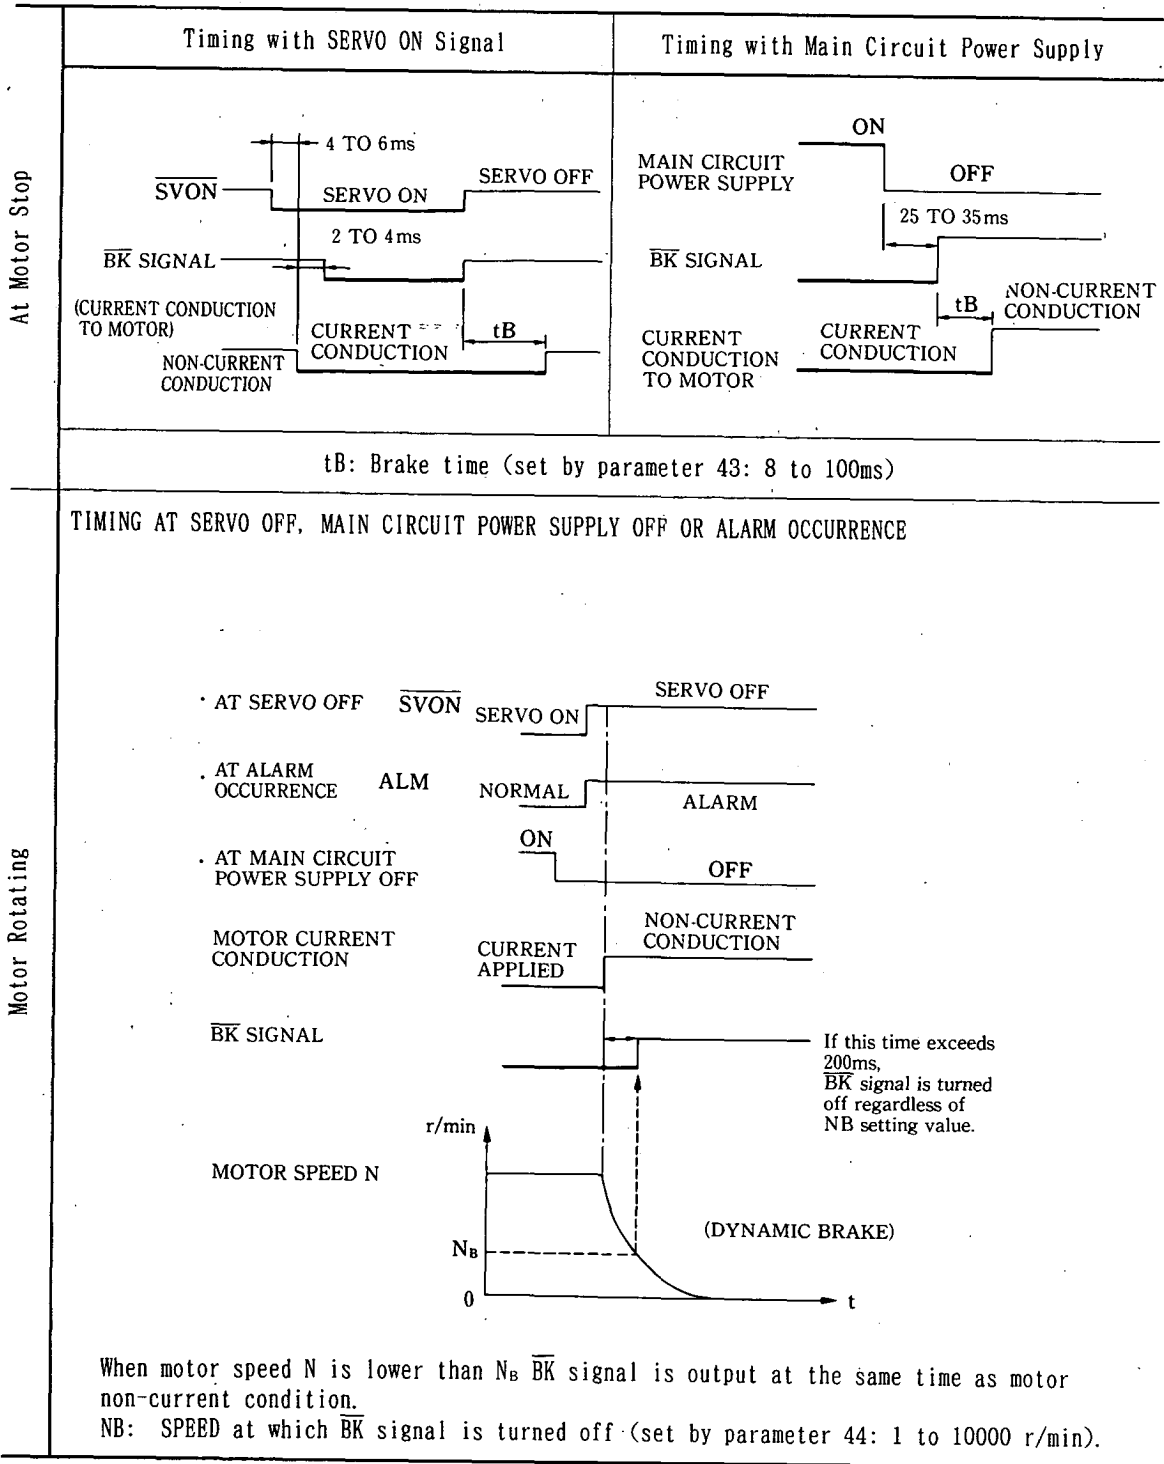 Timing with SERVO ON Signal
Timing with Main Circuit Power Supply
At Motor Stop
4 TO 6ms
SVON
SERVO ON
SERVO OFF
2 TO 4ms
BK SIGNAL
(CURRENT CONDUCTION
TO MOTOR)
CURRENT
CONDUCTION
tB
NON-CURRENT
CONDUCTION
ON
MAIN CIRCUIT
POWER SUPPLY
OFF
25 TO 35ms
BK SIGNAL
tB
NON-CURRENT
CONDUCTION
CURRENT
CONDUCTION
TO MOTOR
CURRENT
CONDUCTION
tB: Brake time (set by parameter 43: 8 to 100ms)
Motor Rotating
TIMING AT SERVO OFF, MAIN CIRCUIT POWER SUPPLY OFF OR ALARM OCCURRENCE
· AT SERVO OFF SVON SERVO ON SERVO OFF
· AT ALARM
OCCURRENCE
ALM NORMAL ALARM
· AT MAIN CIRCUIT
POWER SUPPLY OFF
ON
OFF
MOTOR CURRENT
CONDUCTION
CURRENT
APPLIED
NON-CURRENT
CONDUCTION
BK SIGNAL
If this time exceeds
200ms,
BK signal is turned
off regardless of
NB setting value.
r/min
MOTOR SPEED N
NB
(DYNAMIC BRAKE)
0
t
When motor speed N is lower than NB BK signal is output at the same time as motor
non-current condition.
NB: SPEED at which BK signal is turned off (set by parameter 44: 1 to 10000 r/min).